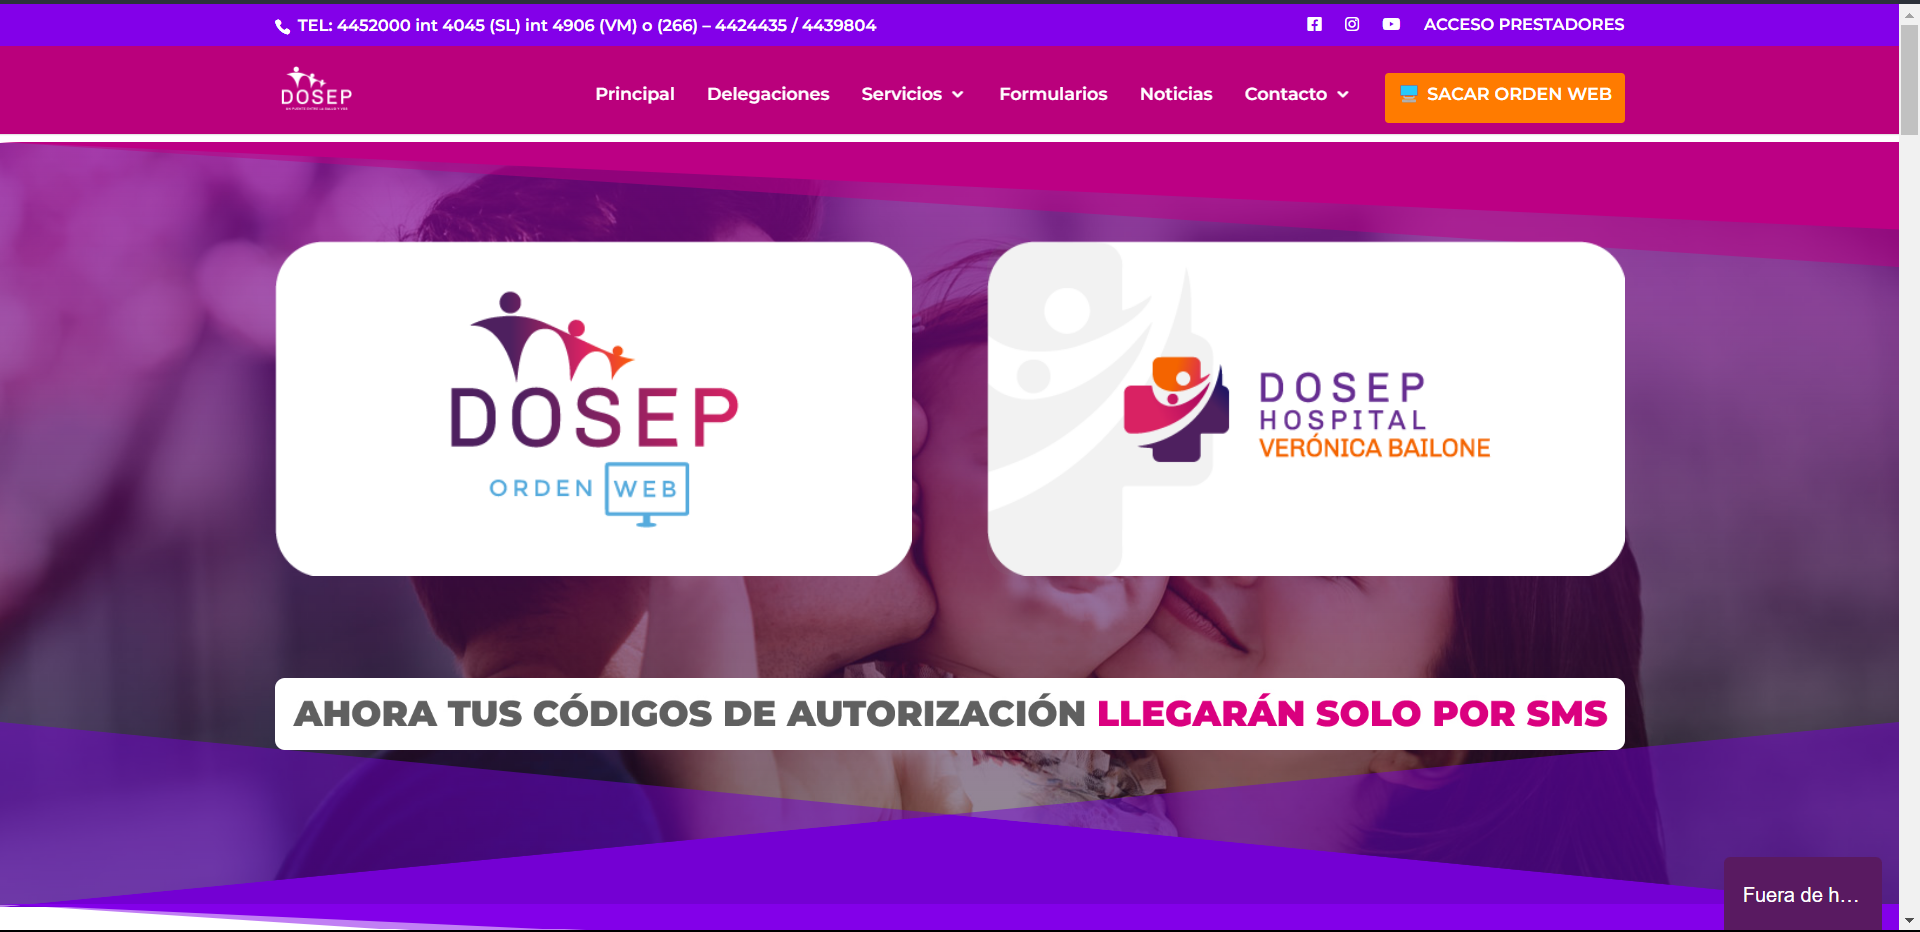 TEL: 4452000 int 4045 (SL) int 4906 (VM) o (266) – 4424435 / 4439804
ACCESO PRESTADORES
DOSEP
Principal
Delegaciones
Servicios
Formularios
Noticias
Contacto
SACAR ORDEN WEB
DOSEP
ORDEN WEB
DOSEP
HOSPITAL
VERÓNICA BAILONE
AHORA TUS CÓDIGOS DE AUTORIZACIÓN LLEGARÁN SOLO POR SMS
Fuera de h...